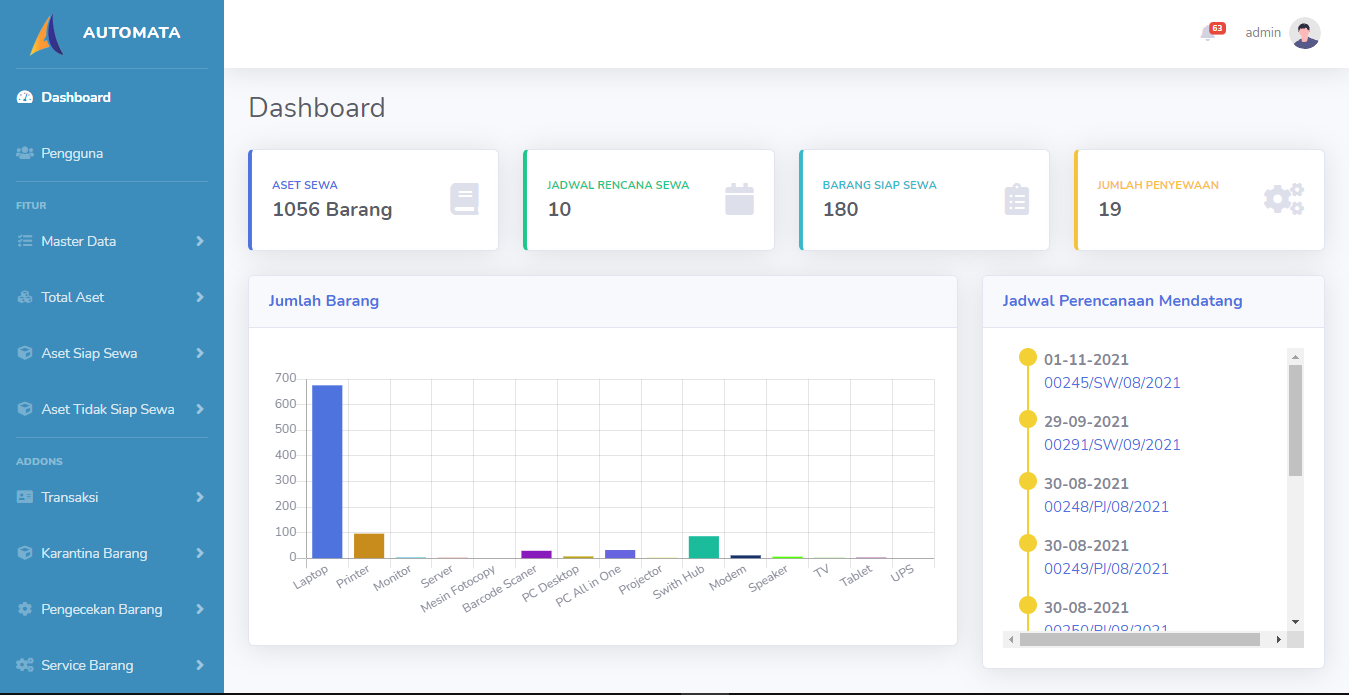 AUTOMATA
63
admin
Dashboard
Pengguna
FITUR
Master Data
Total Aset
Aset Siap Sewa
Aset Tidak Siap Sewa
ADDONS
Transaksi
Karantina Barang
Pengecekan Barang
Service Barang
Dashboard
ASET SEWA
1056 Barang
JADWAL RENCANA SEWA
10
BARANG SIAP SEWA
180
JUMLAH PENYEWAAN
19
Jumlah Barang
700
600
500
400
300
200
100
0
Laptop
Printer
Monitor
Server
Mesin Fotocopy
Barcode Scaner
PC Desktop
PC All in One
Projector
Swith Hub
Modem
Speaker
TV
Tablet
UPS
Jadwal Perencanaan Mendatang
01-11-2021
00245/SW/08/2021
29-09-2021
00291/SW/09/2021
30-08-2021
00248/PJ/08/2021
30-08-2021
00249/PJ/08/2021
30-08-2021
00250/PJ/08/2021